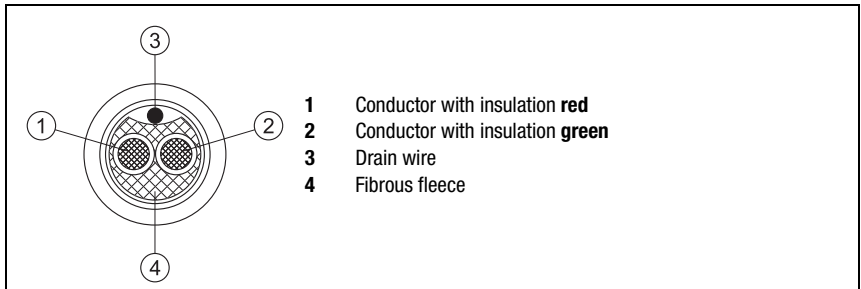 3
1
2
4
1 Conductor with insulation red
2 Conductor with insulation green
3 Drain wire
4 Fibrous fleece